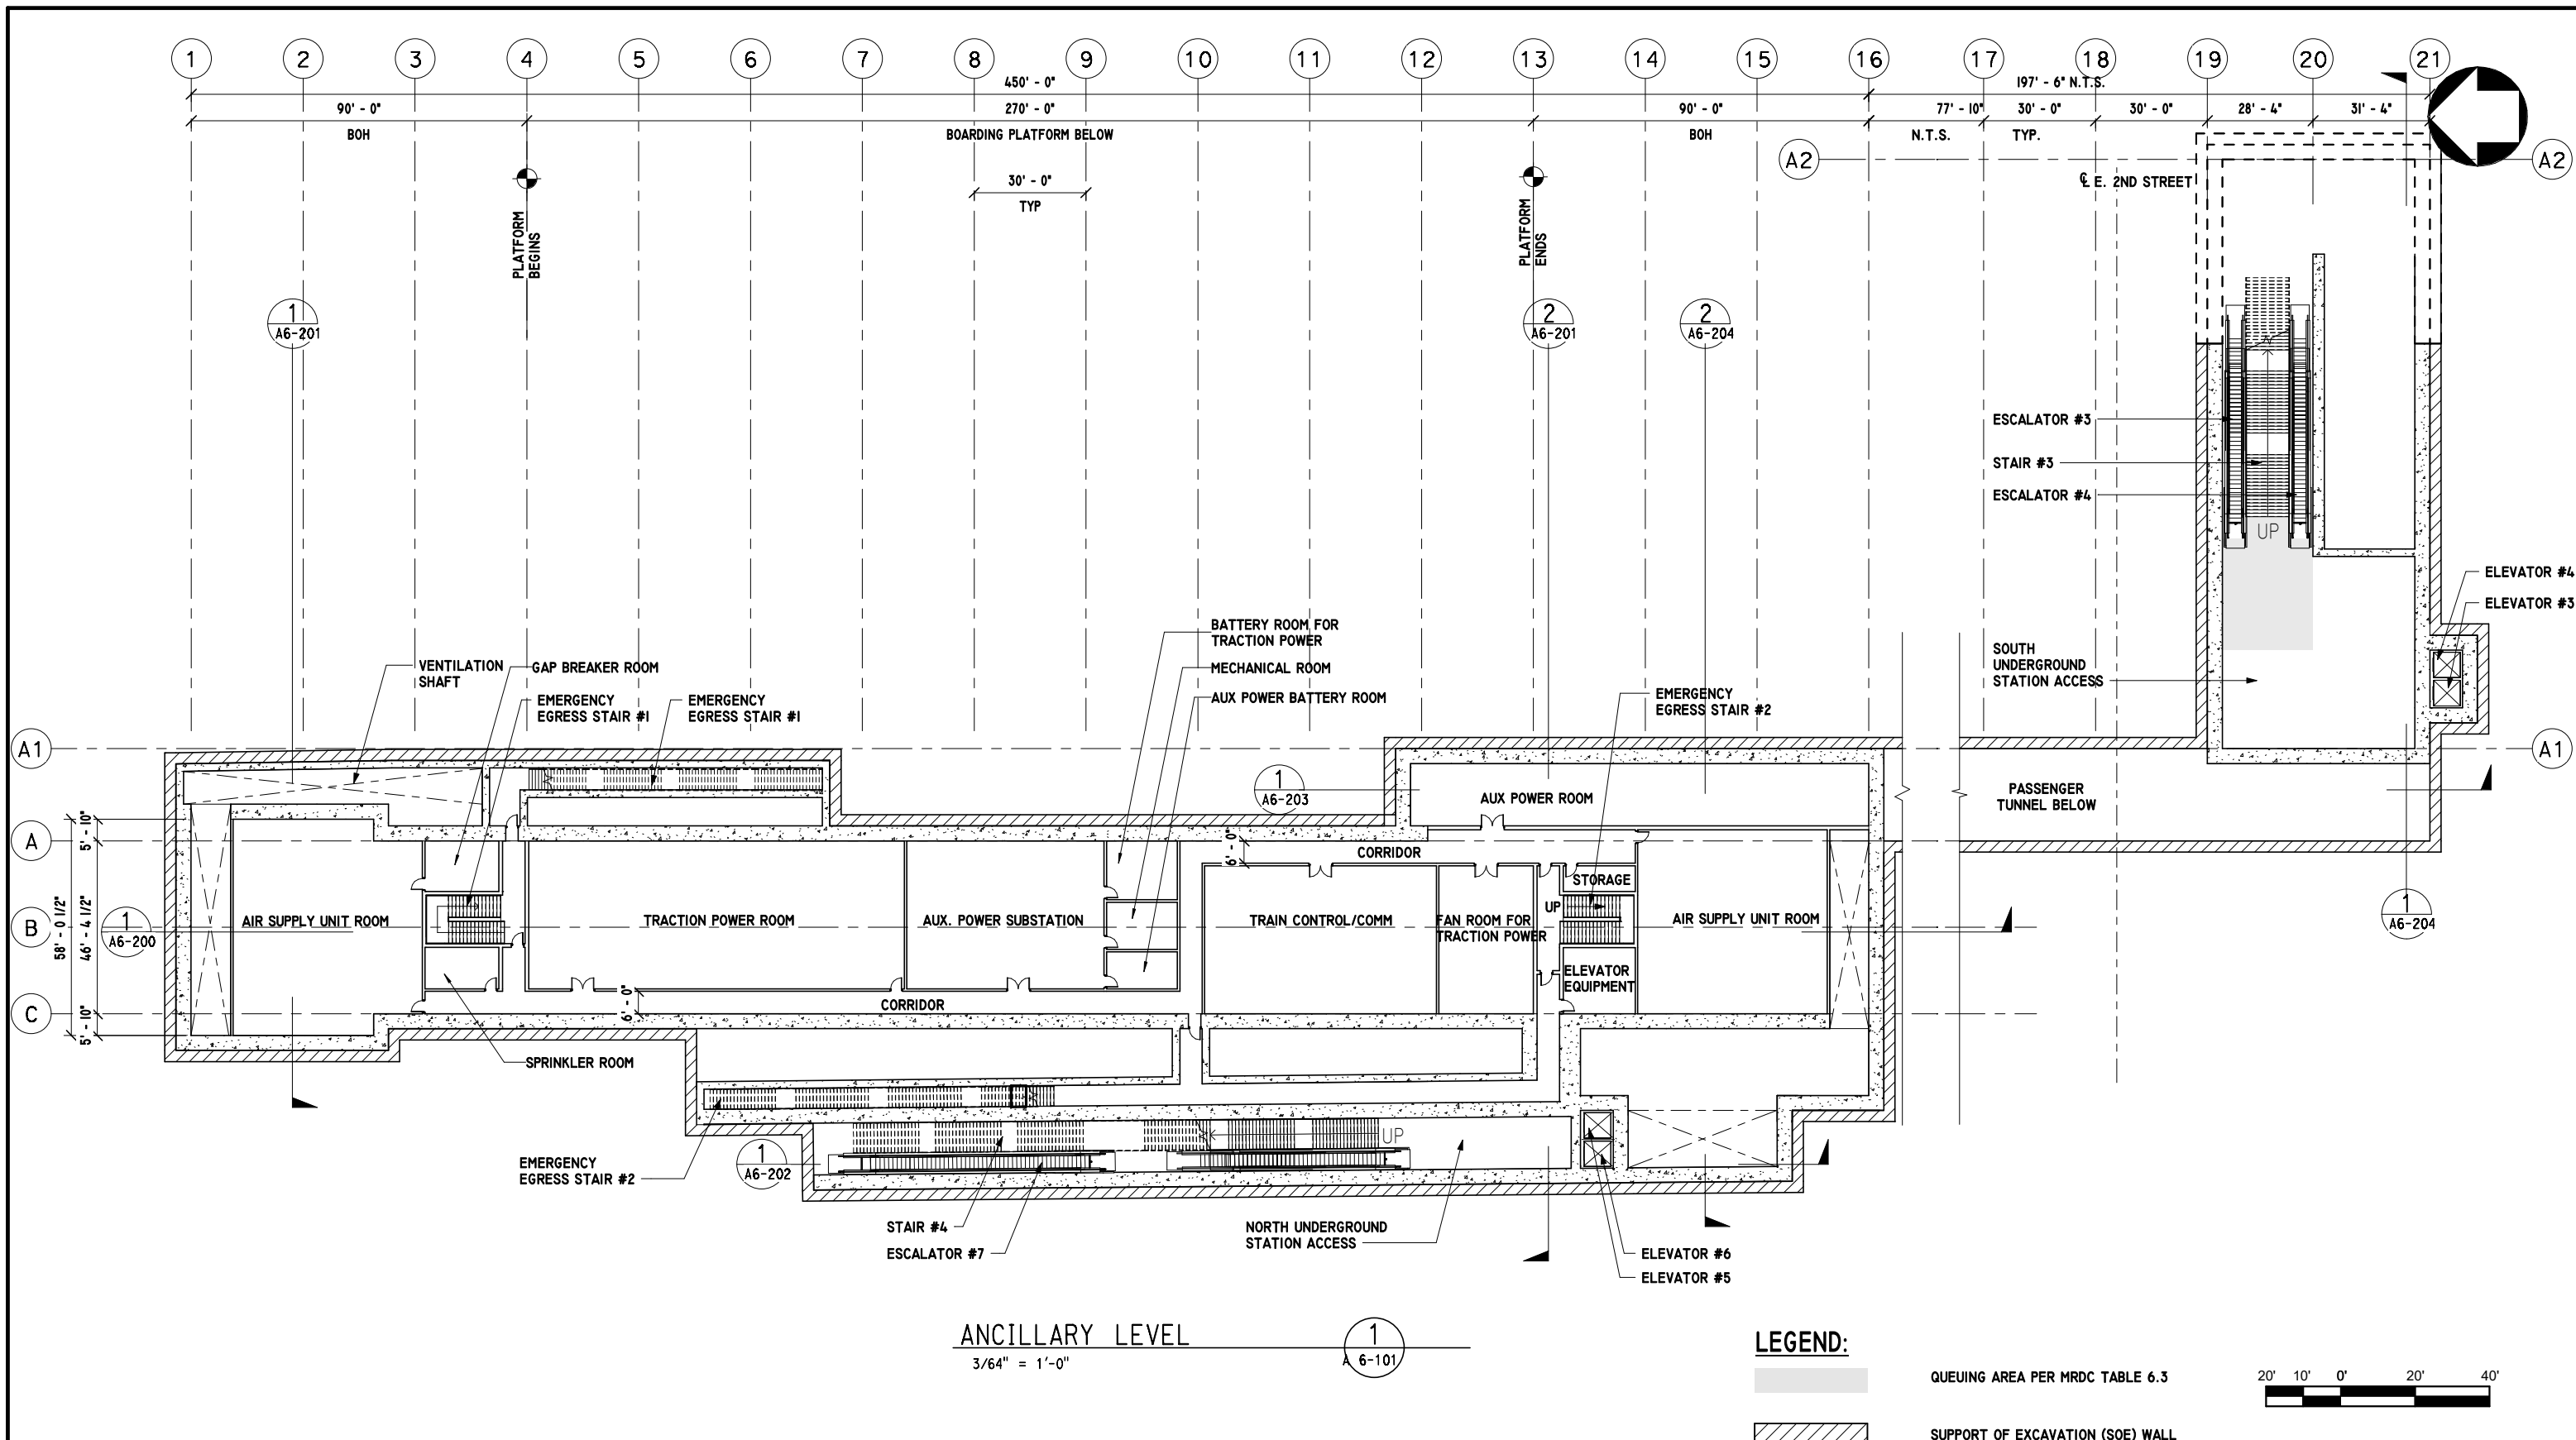 1 2 3 4 5 6 7 8 9 10 11 12 13 14 15 16 17 18 19 20 21
450' - 0" 197' - 6" N.T.S.
90' - 0" 270' - 0" 90' - 0" 77' - 10" 30' - 0" 30' - 0" 28' - 4" 31' - 4"
BOH BOARDING PLATFORM BELOW BOH N.T.S. TYP.
A2 A2
30' - 0"
TYP
℄ E. 2ND STREET
PLATFORM
BEGINS
PLATFORM
ENDS
1
A6-201
2
A6-201
2
A6-204
ESCALATOR #3
STAIR #3
ESCALATOR #4
UP
ELEVATOR #4
ELEVATOR #3
BATTERY ROOM FOR
TRACTION POWER
MECHANICAL ROOM
AUX POWER BATTERY ROOM
VENTILATION
SHAFT
GAP BREAKER ROOM
EMERGENCY
EGRESS STAIR #1
EMERGENCY
EGRESS STAIR #1
EMERGENCY
EGRESS STAIR #2
SOUTH
UNDERGROUND
STATION ACCESS
A1 A1
1
A6-203
AUX POWER ROOM
PASSENGER
TUNNEL BELOW
A
5' - 10"
6' - 0"
CORRIDOR
STORAGE
UP
58' - 0 1/2"
46' - 4 1/2"
B
1
A6-200
AIR SUPPLY UNIT ROOM
TRACTION POWER ROOM
AUX. POWER SUBSTATION
TRAIN CONTROL/COMM
FAN ROOM FOR
TRACTION POWER
AIR SUPPLY UNIT ROOM
1
A6-204
ELEVATOR
EQUIPMENT
C
5' - 10"
6' - 0"
CORRIDOR
SPRINKLER ROOM
UP
1
A6-202
EMERGENCY
EGRESS STAIR #2
STAIR #4
ESCALATOR #7
NORTH UNDERGROUND
STATION ACCESS
ELEVATOR #6
ELEVATOR #5
ANCILLARY LEVEL
3/64" = 1'-0"
1
A 6-101
LEGEND:
QUEUING AREA PER MRDC TABLE 6.3
SUPPORT OF EXCAVATION (SOE) WALL
20' 10' 0' 20' 40'